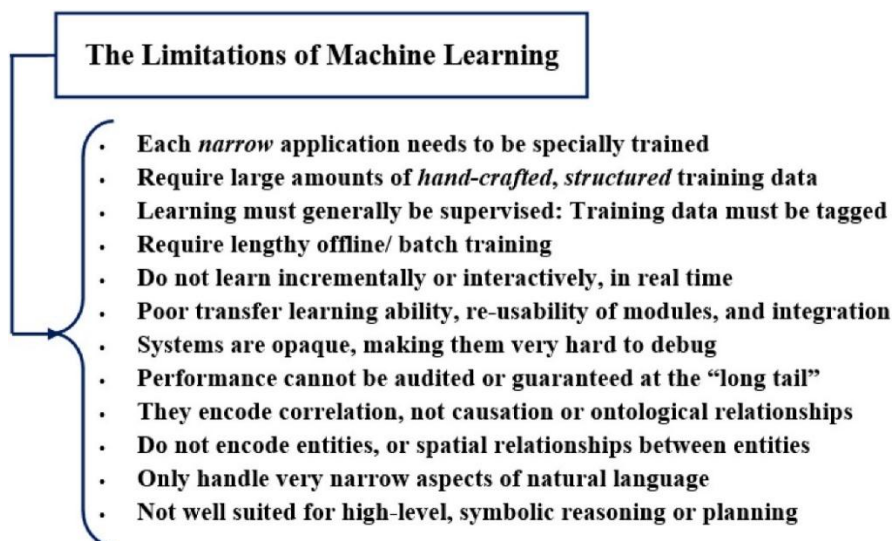 The Limitations of Machine Learning
· Each narrow application needs to be specially trained
· Require large amounts of hand-crafted, structured training data
· Learning must generally be supervised: Training data must be tagged
· Require lengthy offline/ batch training
· Do not learn incrementally or interactively, in real time
· Poor transfer learning ability, re-usability of modules, and integration
· Systems are opaque, making them very hard to debug
· Performance cannot be audited or guaranteed at the “long tail”
· They encode correlation, not causation or ontological relationships
· Do not encode entities, or spatial relationships between entities
· Only handle very narrow aspects of natural language
· Not well suited for high-level, symbolic reasoning or planning